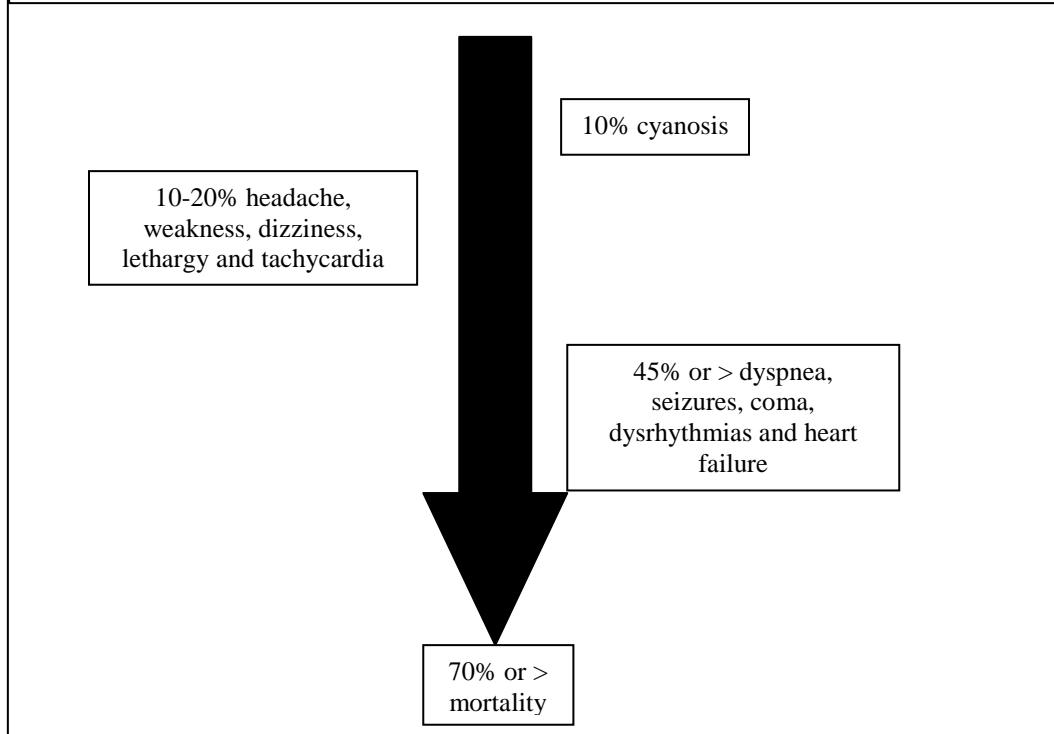 10% cyanosis
10-20% headache,
weakness, dizziness,
lethargy and tachycardia
45% or > dyspnea,
seizures, coma,
dysrhythmias and heart
failure
70% or >
mortality